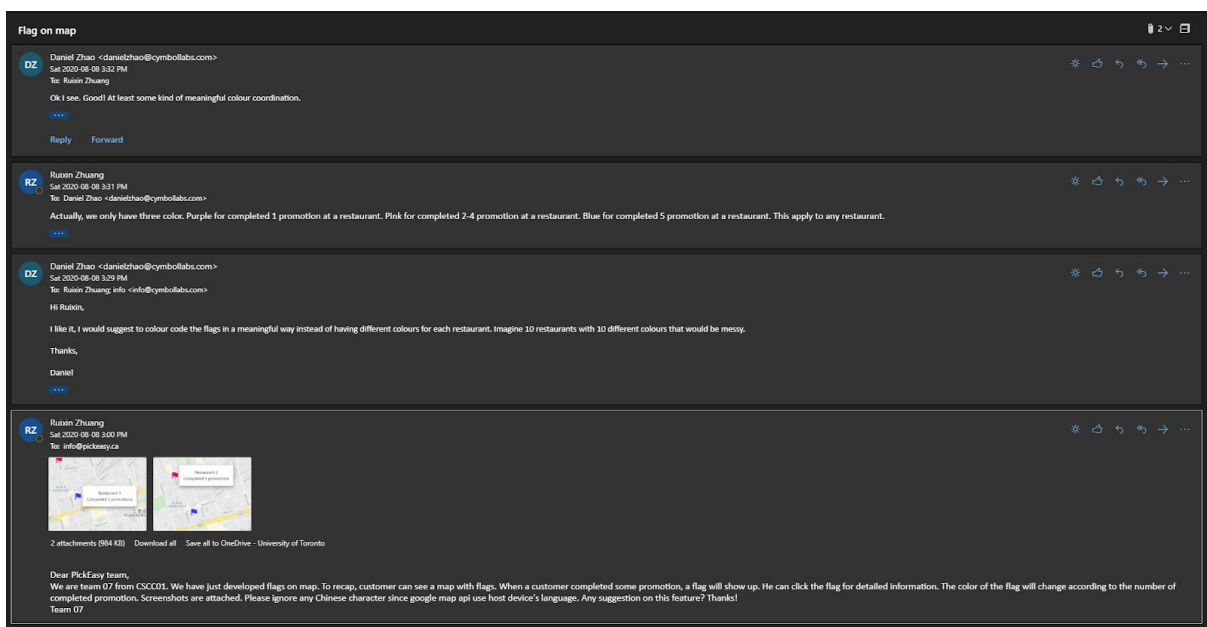 Flag on map
2
DZ
Daniel Zhao <danielzhao@cymbollabs.com>
Sat 2020-08-08 3:32 PM
To: Ruixin Zhuang
Ok I see. Good! At least some kind of meaningful colour coordination.
Reply Forward
RZ
Ruixin Zhuang
Sat 2020-08-08 3:31 PM
To: Daniel Zhao <danielzhao@cymbollabs.com>
Actually, we only have three color. Purple for completed 1 promotion at a restaurant. Pink for completed 2-4 promotion at a restaurant. Blue for completed 5 promotion at a restaurant. This apply to any restaurant.
DZ
Daniel Zhao <danielzhao@cymbollabs.com>
Sat 2020-08-08 3:29 PM
To: Ruixin Zhuang; info <info@cymbollabs.com>
Hi Ruixin,
I like it, I would suggest to colour code the flags in a meaningful way instead of having different colours for each restaurant. Imagine 10 restaurants with 10 different colours that would be messy.
Thanks,
Daniel
RZ
Ruixin Zhuang
Sat 2020-08-08 3:00 PM
To: info@pickeasy.ca
Restaurant 1
Restaurant 2
2 attachments (984 KB) Download all Save all to OneDrive - University of Toronto
Dear PickEasy team,
We are team 07 from CSCC01. We have just developed flags on map. To recap, customer can see a map with flags. When a customer completed some promotion, a flag will show up. He can click the flag for detailed information. The color of the flag will change according to the number of
completed promotion. Screenshots are attached. Please ignore any Chinese character since google map api use host device's language. Any suggestion on this feature? Thanks!
Team 07